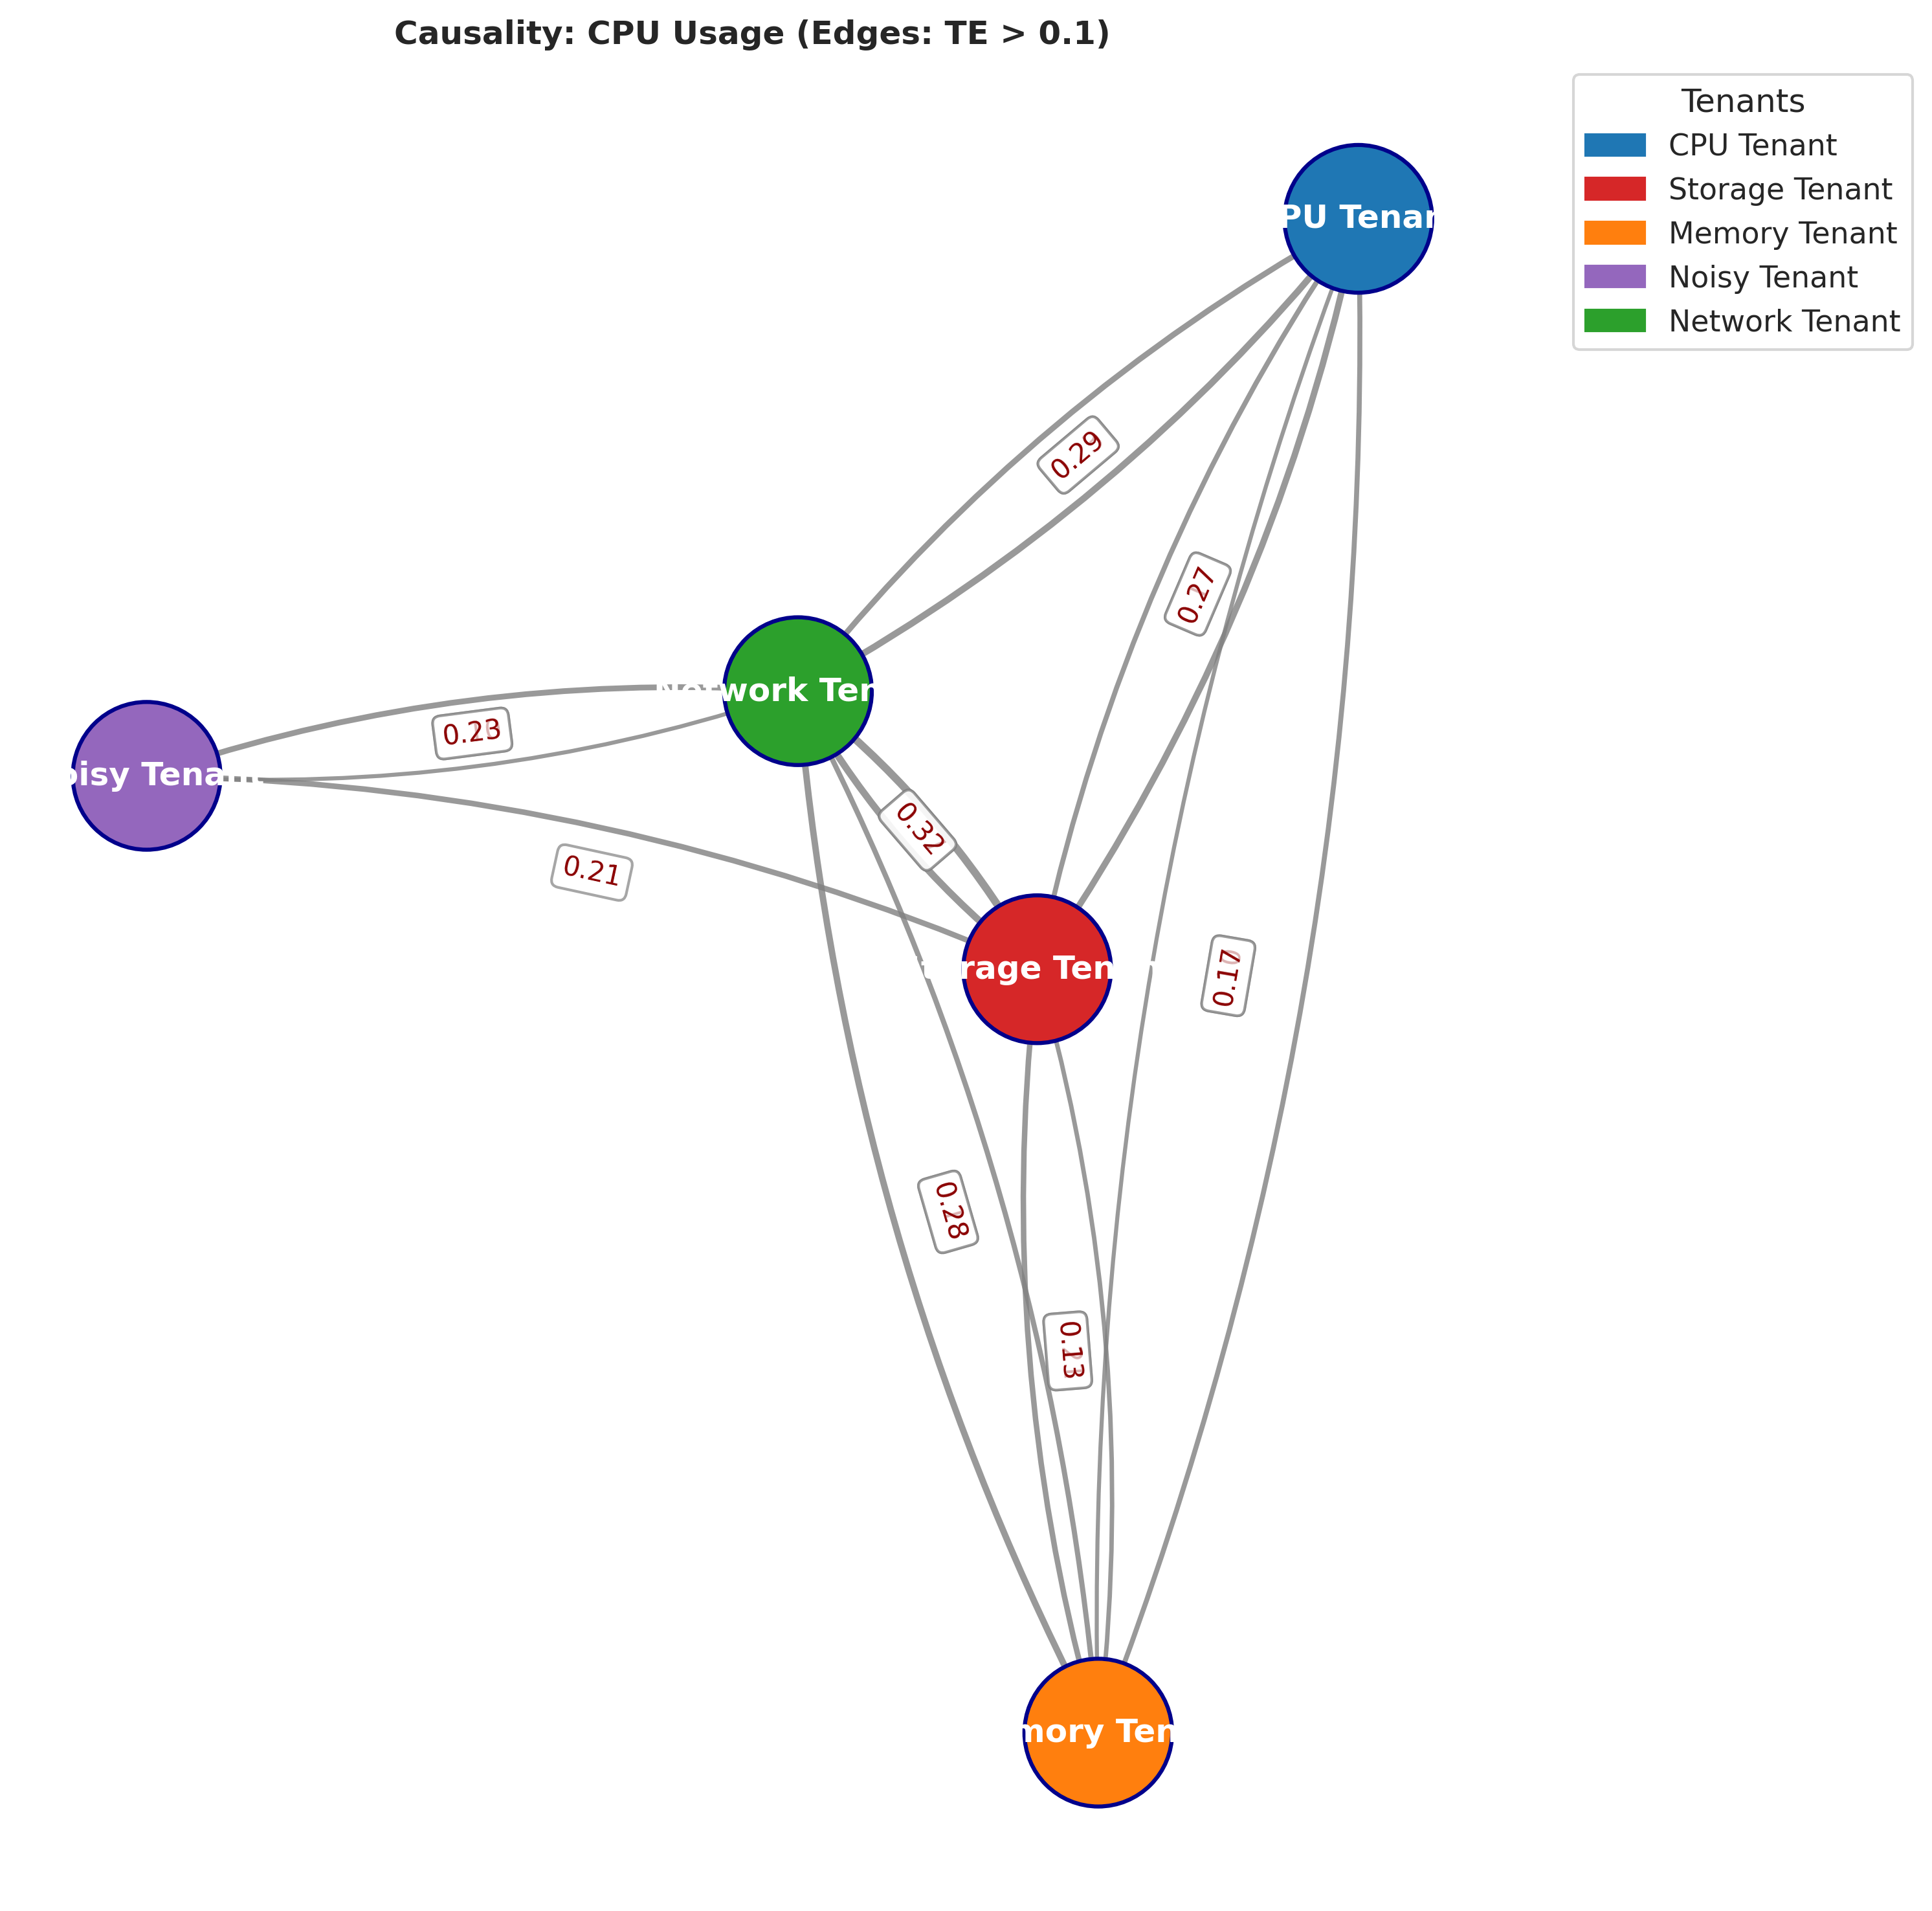 Causality: CPU Usage (Edges: TE > 0.1)
Tenants
CPU Tenant
Storage Tenant
Memory Tenant
Noisy Tenant
Network Tenant
PU Tenan
0.29
0.27
Network Ten
0.23
oisy Tena
0.32
0.21
rage Ten
0.17
0.28
0.13
mory Ten